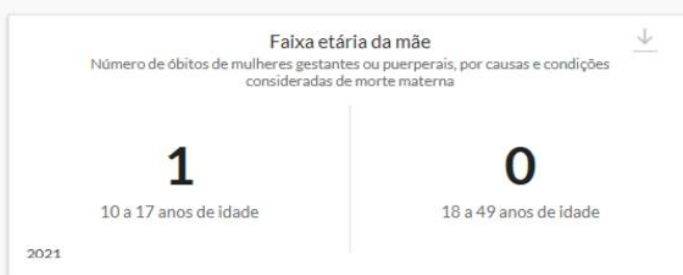 Faixa etária da mãe
Número de óbitos de mulheres gestantes ou puerperais, por causas e condições
consideradas de morte materna
1
10 a 17 anos de idade
0
18 a 49 anos de idade
2021